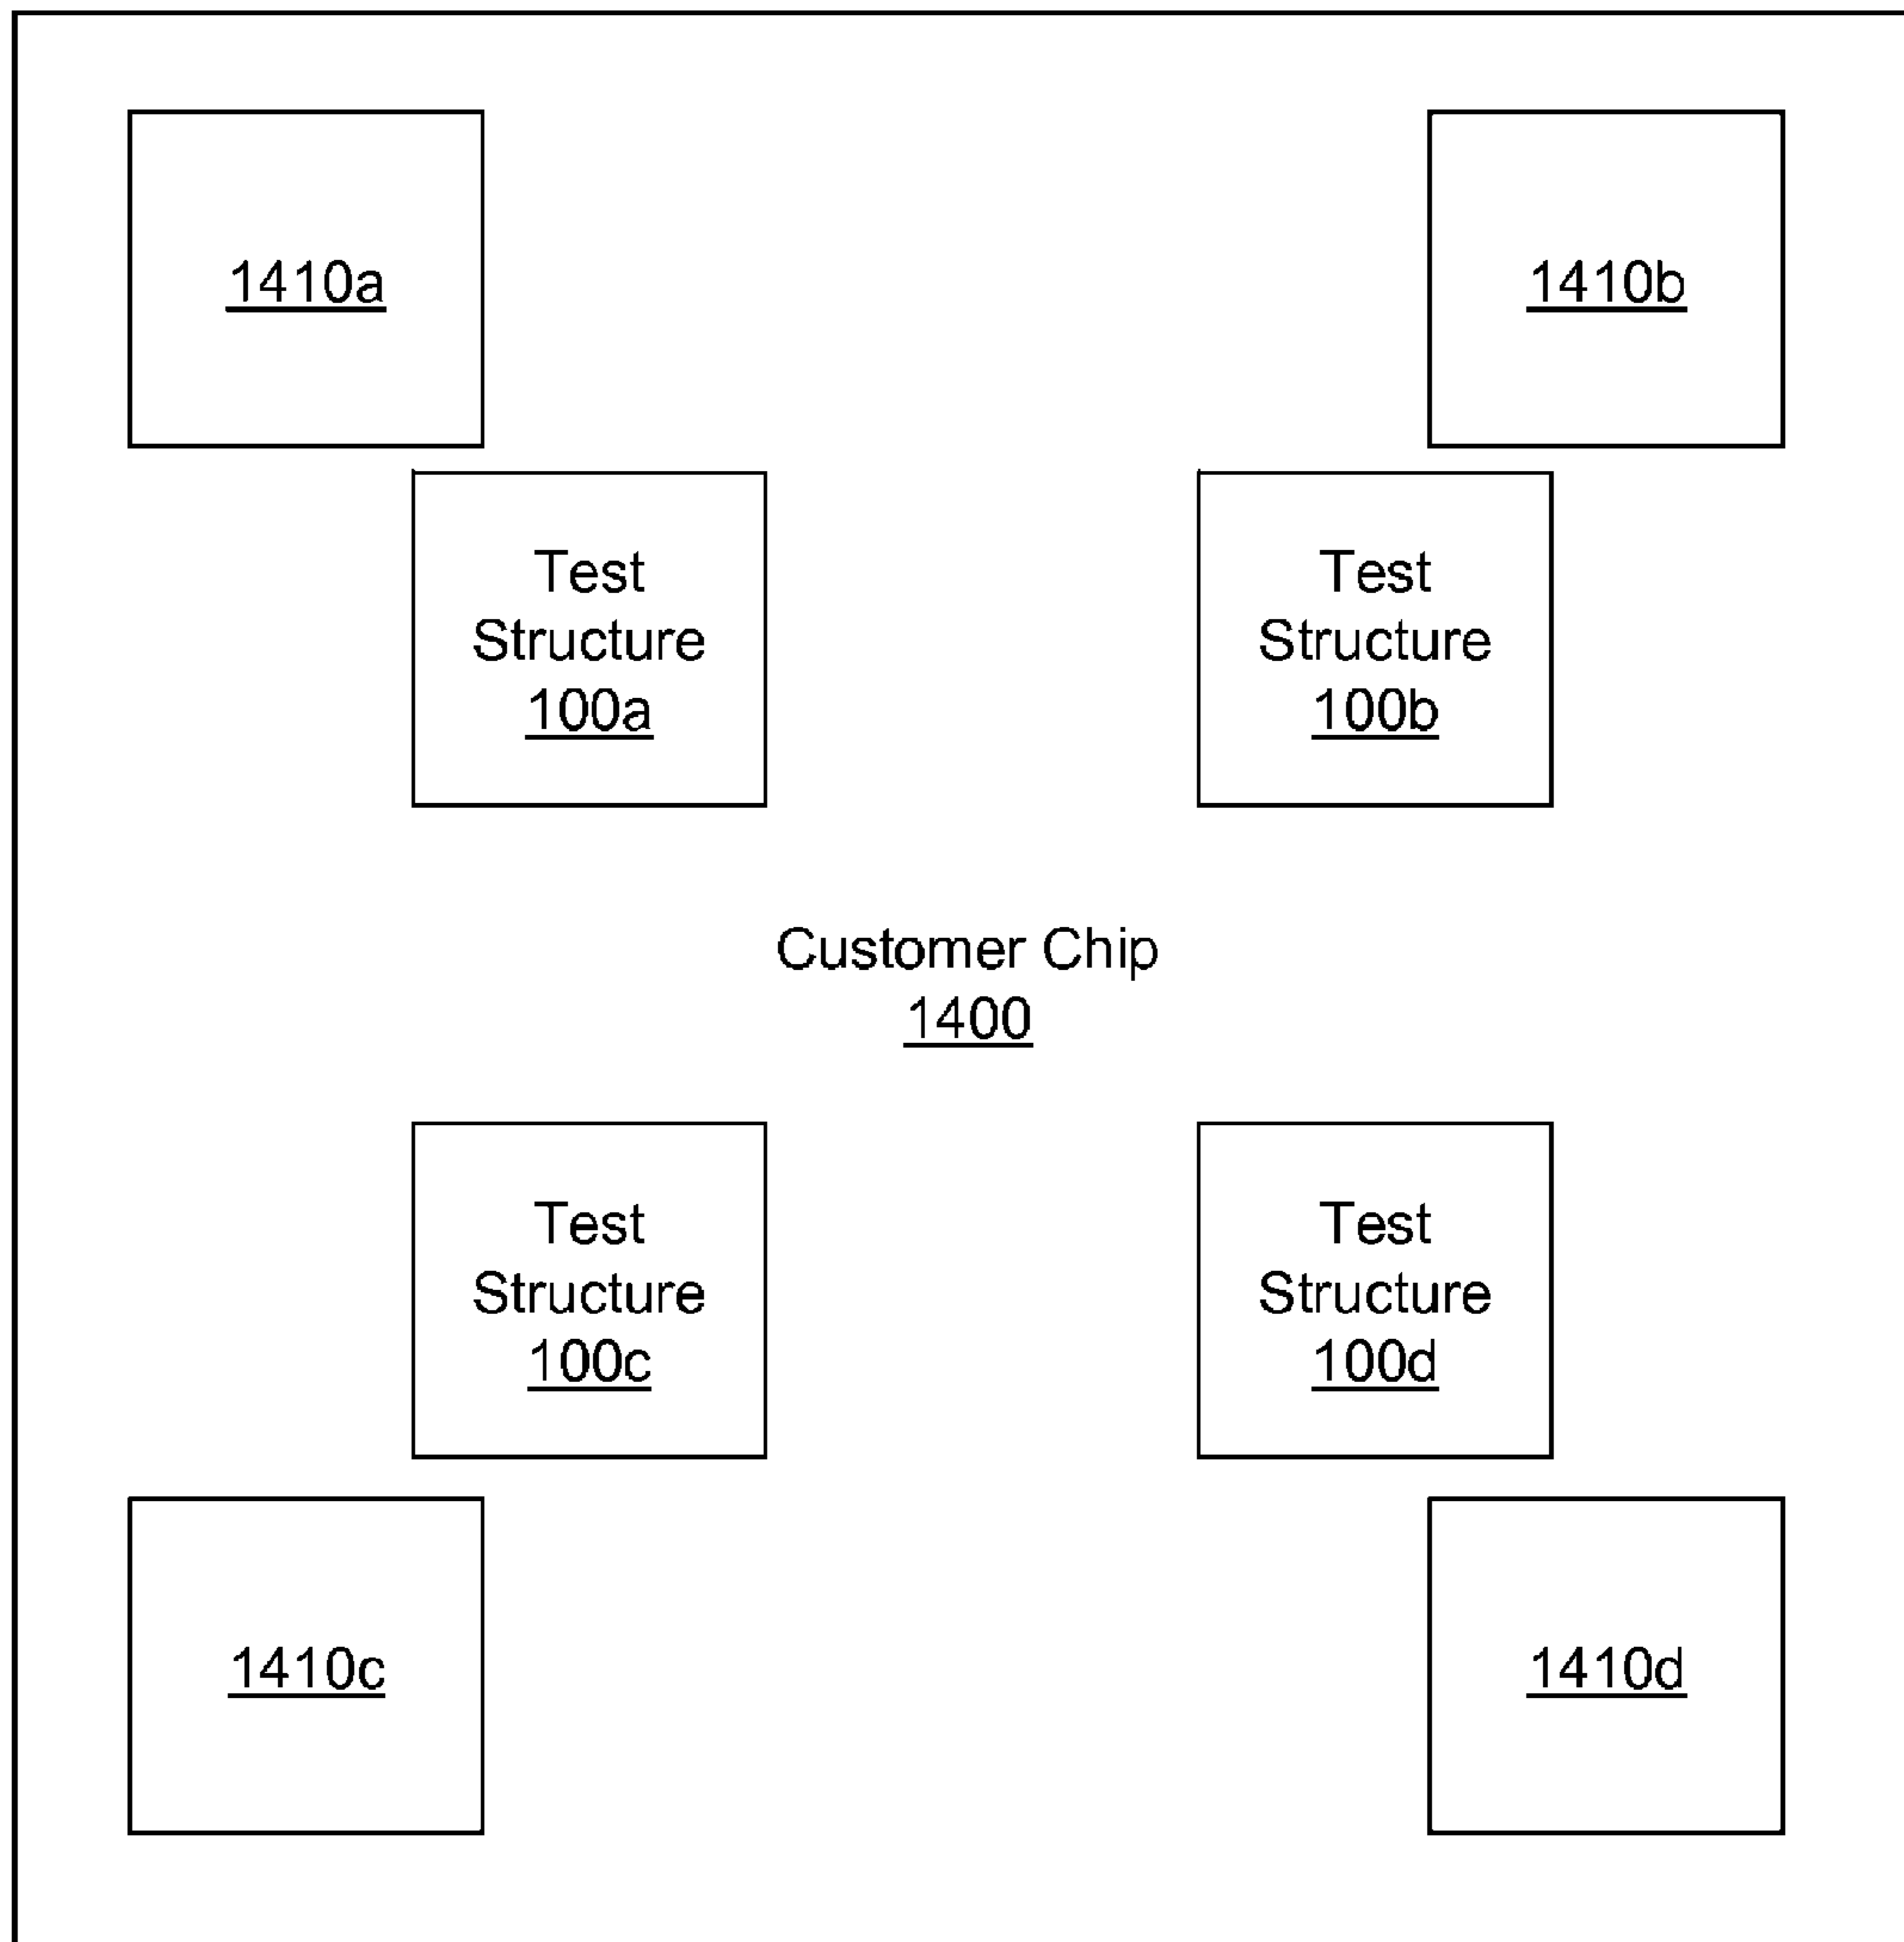 1410a
1410b
Test
Structure
100a
Test
Structure
100b
Customer Chip
1400
Test
Structure
100c
Test
Structure
100d
1410c
1410d